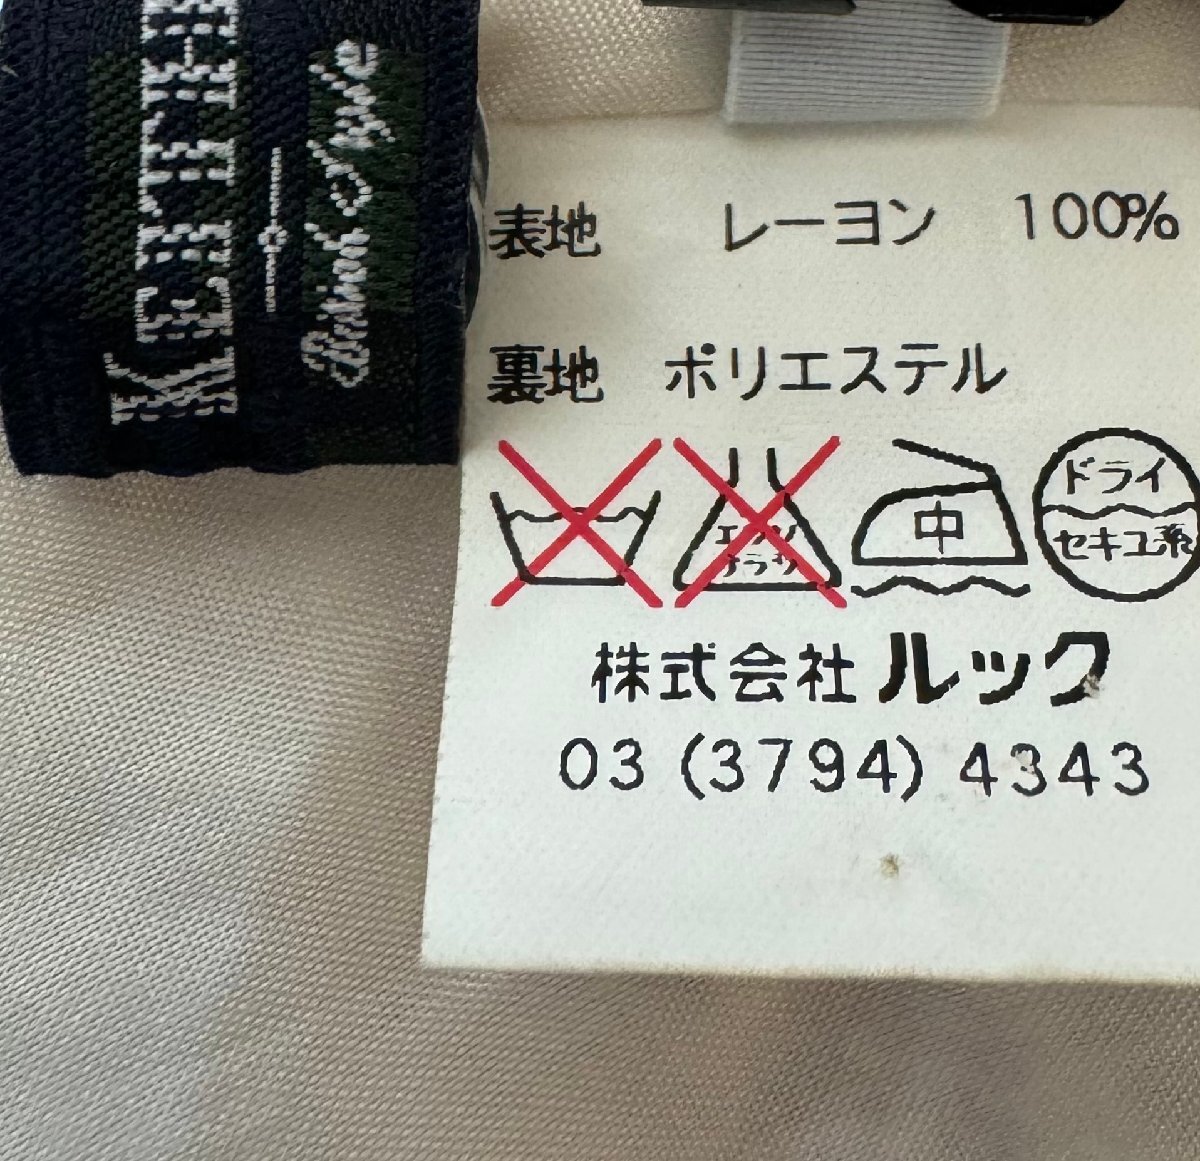 表地 レーヨン 100%
裏地 ポリエステル
エンソ
サラシ
中
ドライ
セキユ系
株式会社 ルック
03 (3794) 4343